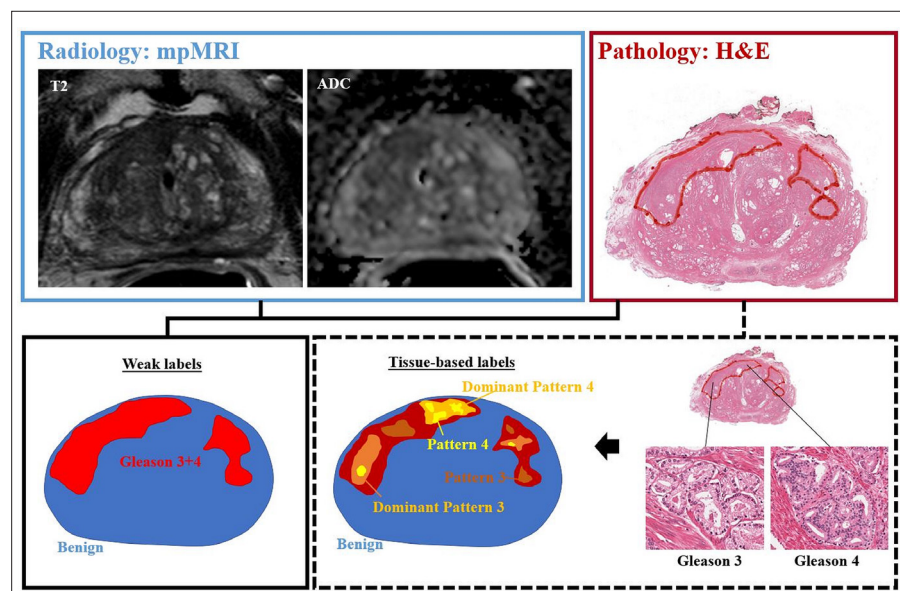 Radiology: mpMRI
T2
ADC
Pathology: H&E
Weak labels
Gleason 3+4
Benign
Tissue-based labels
Dominant Pattern 4
Pattern 4
Pattern 3
Dominant Pattern 3
Benign
Gleason 3
Gleason 4